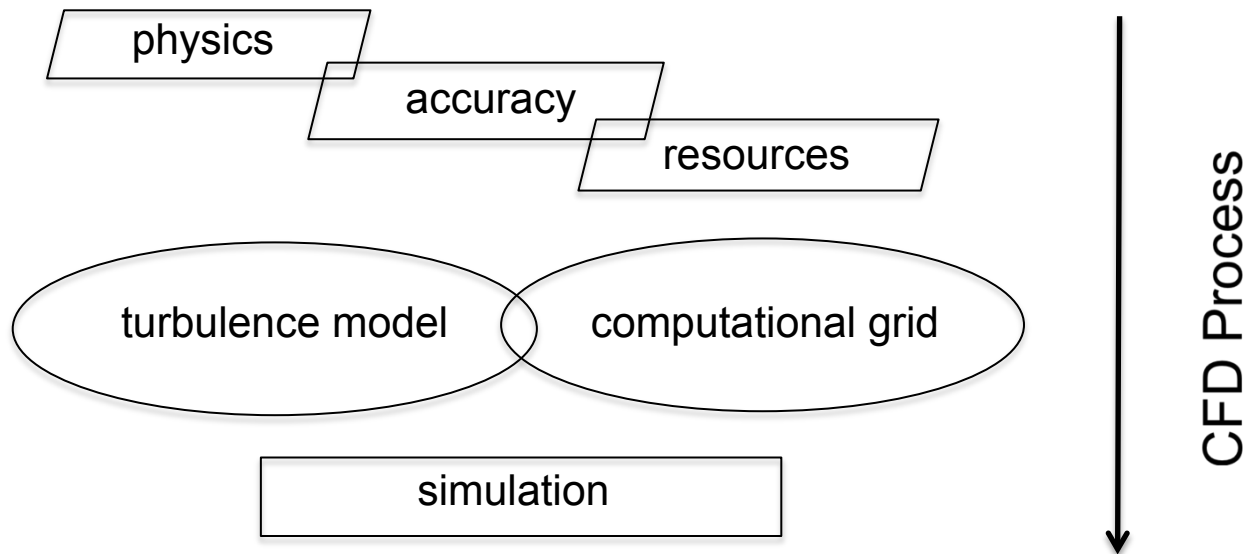 physics
accuracy
resources
turbulence model
computational grid
simulation
CFD Process